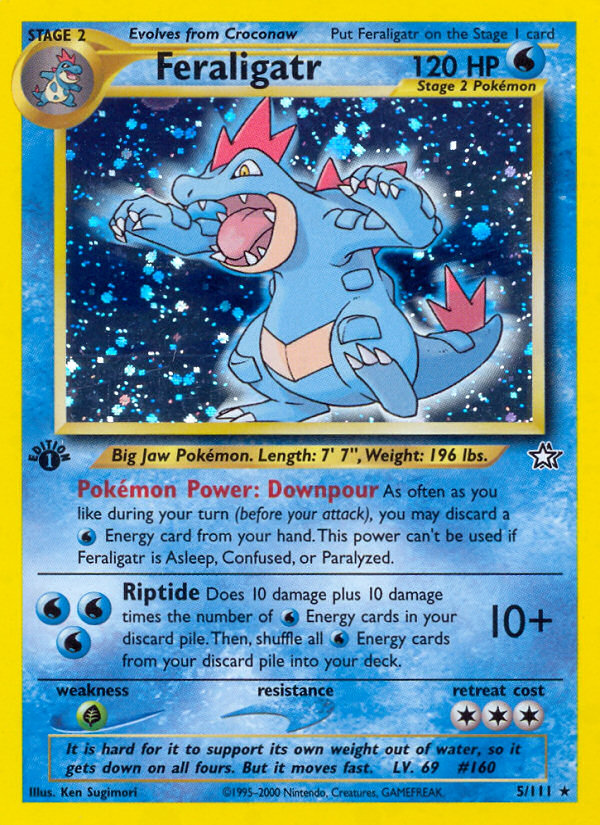 STAGE 2 Evolves from Croconaw Put Feraligatr on the Stage 1 card
Feraligatr 120 HP
Stage 2 Pokémon
EDITION 1
Big Jaw Pokémon. Length: 7' 7", Weight: 196 lbs.
Pokémon Power: Downpour As often as you
like during your turn (before your attack), you may discard a
Energy card from your hand. This power can't be used if
Feraligatr is Asleep, Confused, or Paralyzed.
Riptide Does 10 damage plus 10 damage
times the number of Energy cards in your
discard pile. Then, shuffle all Energy cards
from your discard pile into your deck.
10+
weakness resistance retreat cost
It is hard for it to support its own weight out of water, so it
gets down on all fours. But it moves fast. LV. 69 #160
Illus. Ken Sugimori ©1995-2000 Nintendo, Creatures, GAMEFREAK. 5/111 ★